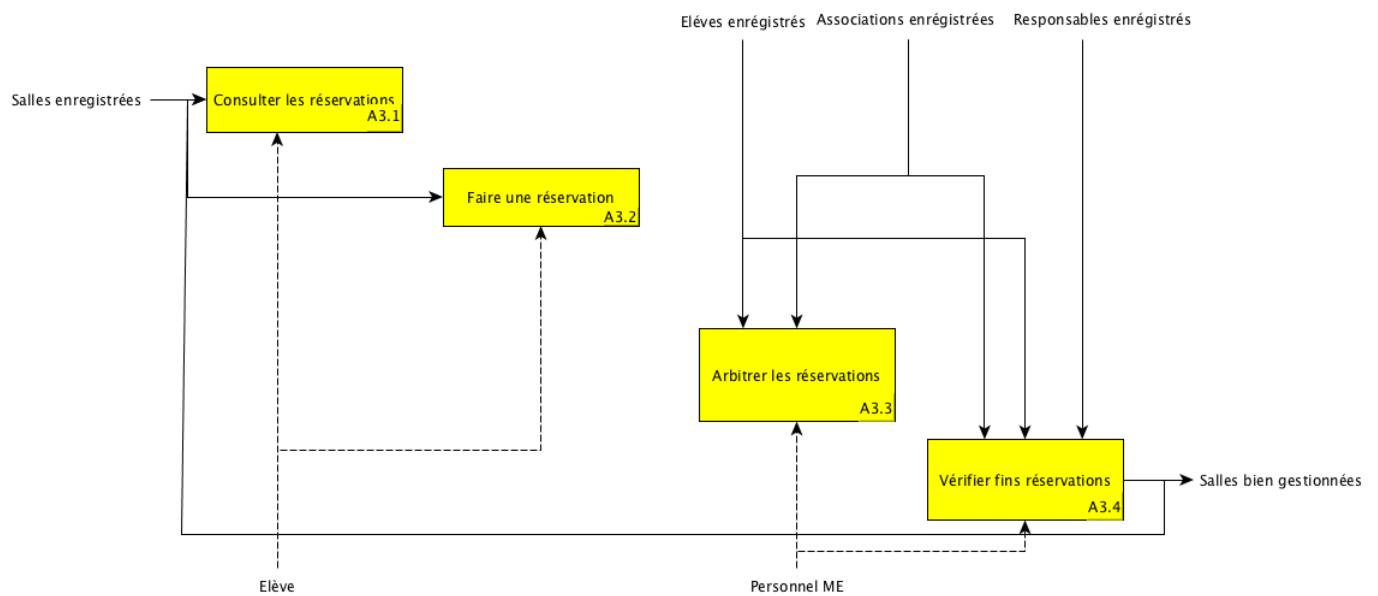 Eléves enrégistrés
Associations enrégistrées
Responsables enrégistrés
Salles enregistrées
Consulter les réservations
A3.1
Faire une réservation
A3.2
Arbitrer les réservations
A3.3
Vérifier fins réservations
A3.4
Salles bien gestionnées
Elève
Personnel ME